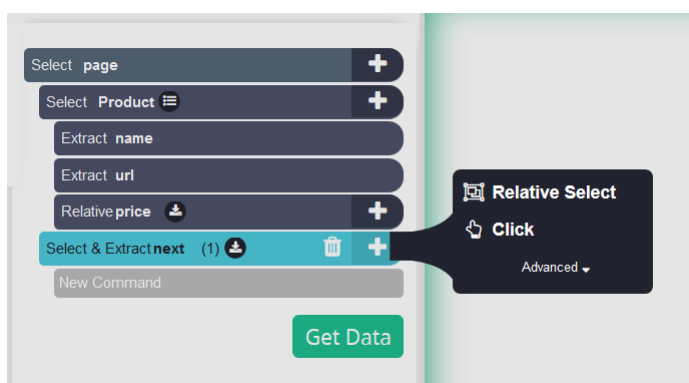 Select page
Select Product
Extract name
Extract url
Relative price
Select & Extract next (1)
New Command
Get Data
Relative Select
Click
Advanced